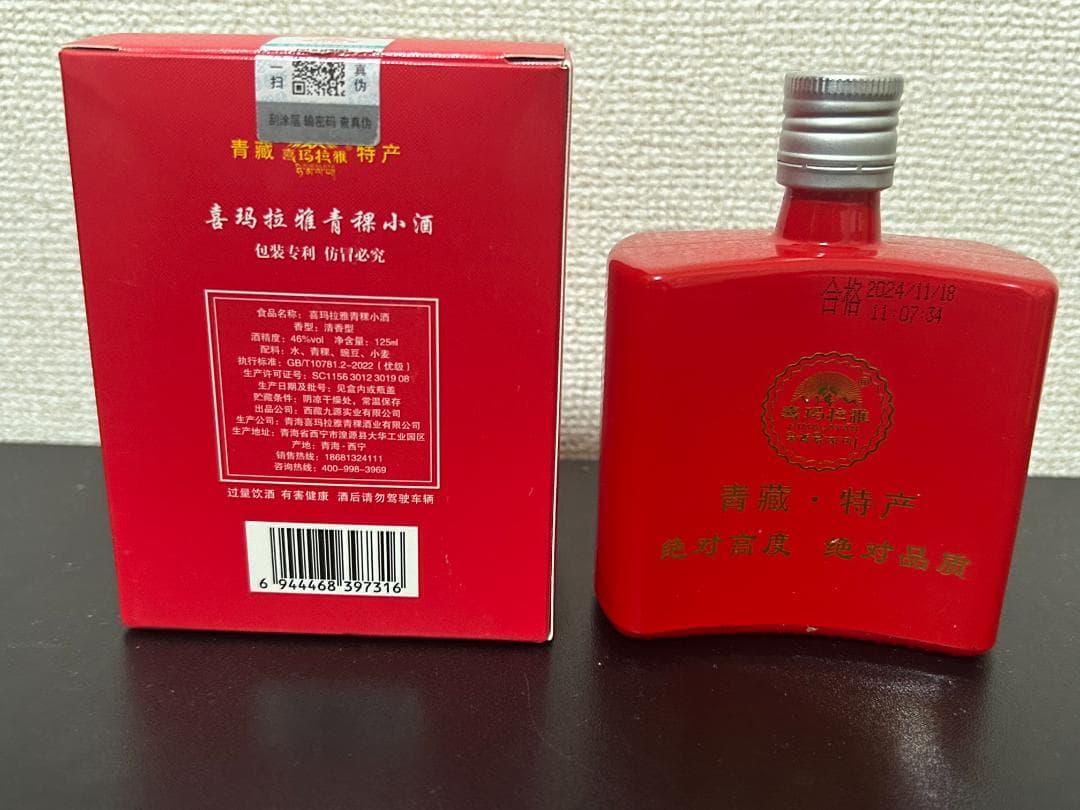 一扫 真伪
刮涂层 输密码 查真伪
青藏 喜玛拉雅 特产
喜玛拉雅青稞小酒
包装专利 仿冒必究
食品名称：喜玛拉雅青稞小酒
香型：清香型
酒精度：46%vol 净含量：125ml
配料：水、青稞、豌豆、小麦
执行标准：GB/T10781.2-2022（优级）
生产许可证号：SC1156 3012 3019 08
生产日期及批号：见盒内或瓶盖
贮藏条件：阴凉干燥处，常温保存
出品公司：西藏九源实业有限公司
生产公司：青海喜玛拉雅青稞酒业有限公司
生产地址：青海省西宁市湟源县大华工业园区
产地：青海·西宁
销售热线：18681324111
咨询热线：400-998-3969
过量饮酒 有害健康 酒后请勿驾驶车辆
6 944468 397316
合格 2024/11/18
11:07:34
喜玛拉雅
青藏·特产
绝对高度 绝对品质